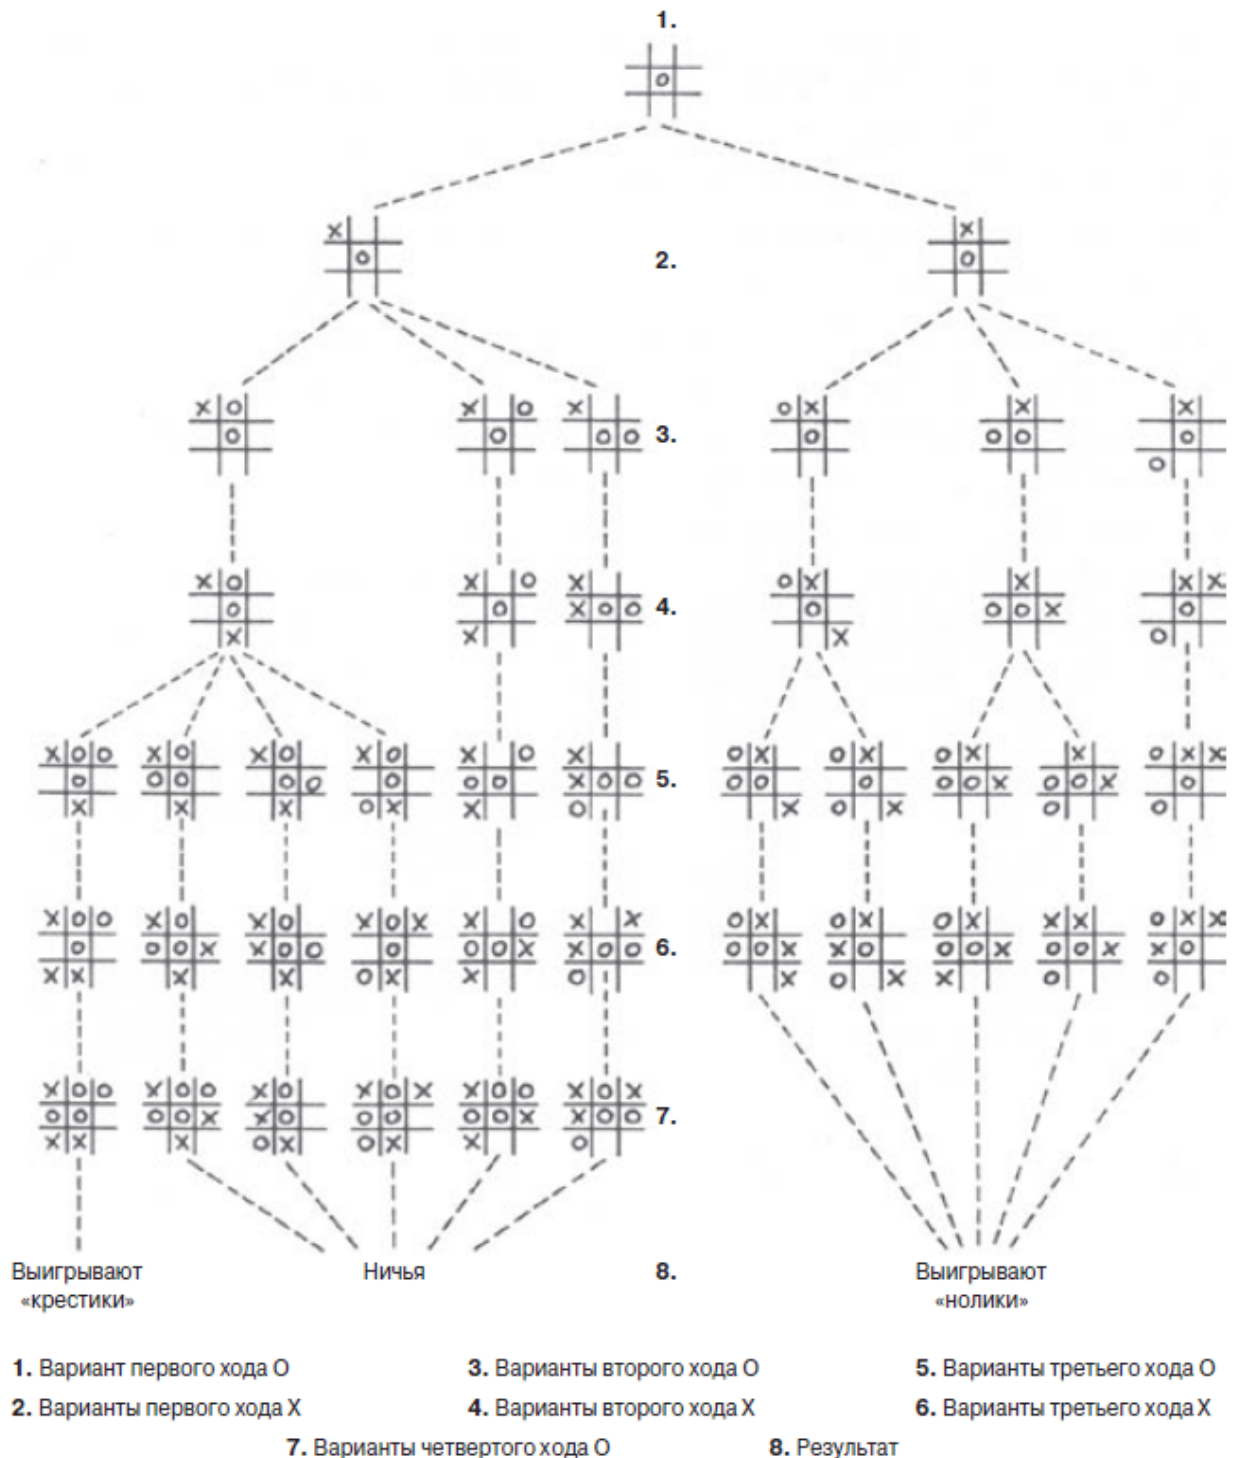 1.
2.
3.
4.
5.
6.
7.
Выигрывают
«крестики»
Ничья
8.
Выигрывают
«нолики»
1. Вариант первого хода О
3. Варианты второго хода О
5. Варианты третьего хода О
2. Варианты первого хода Х
4. Варианты второго хода Х
6. Варианты третьего хода Х
7. Варианты четвертого хода О
8. Результат